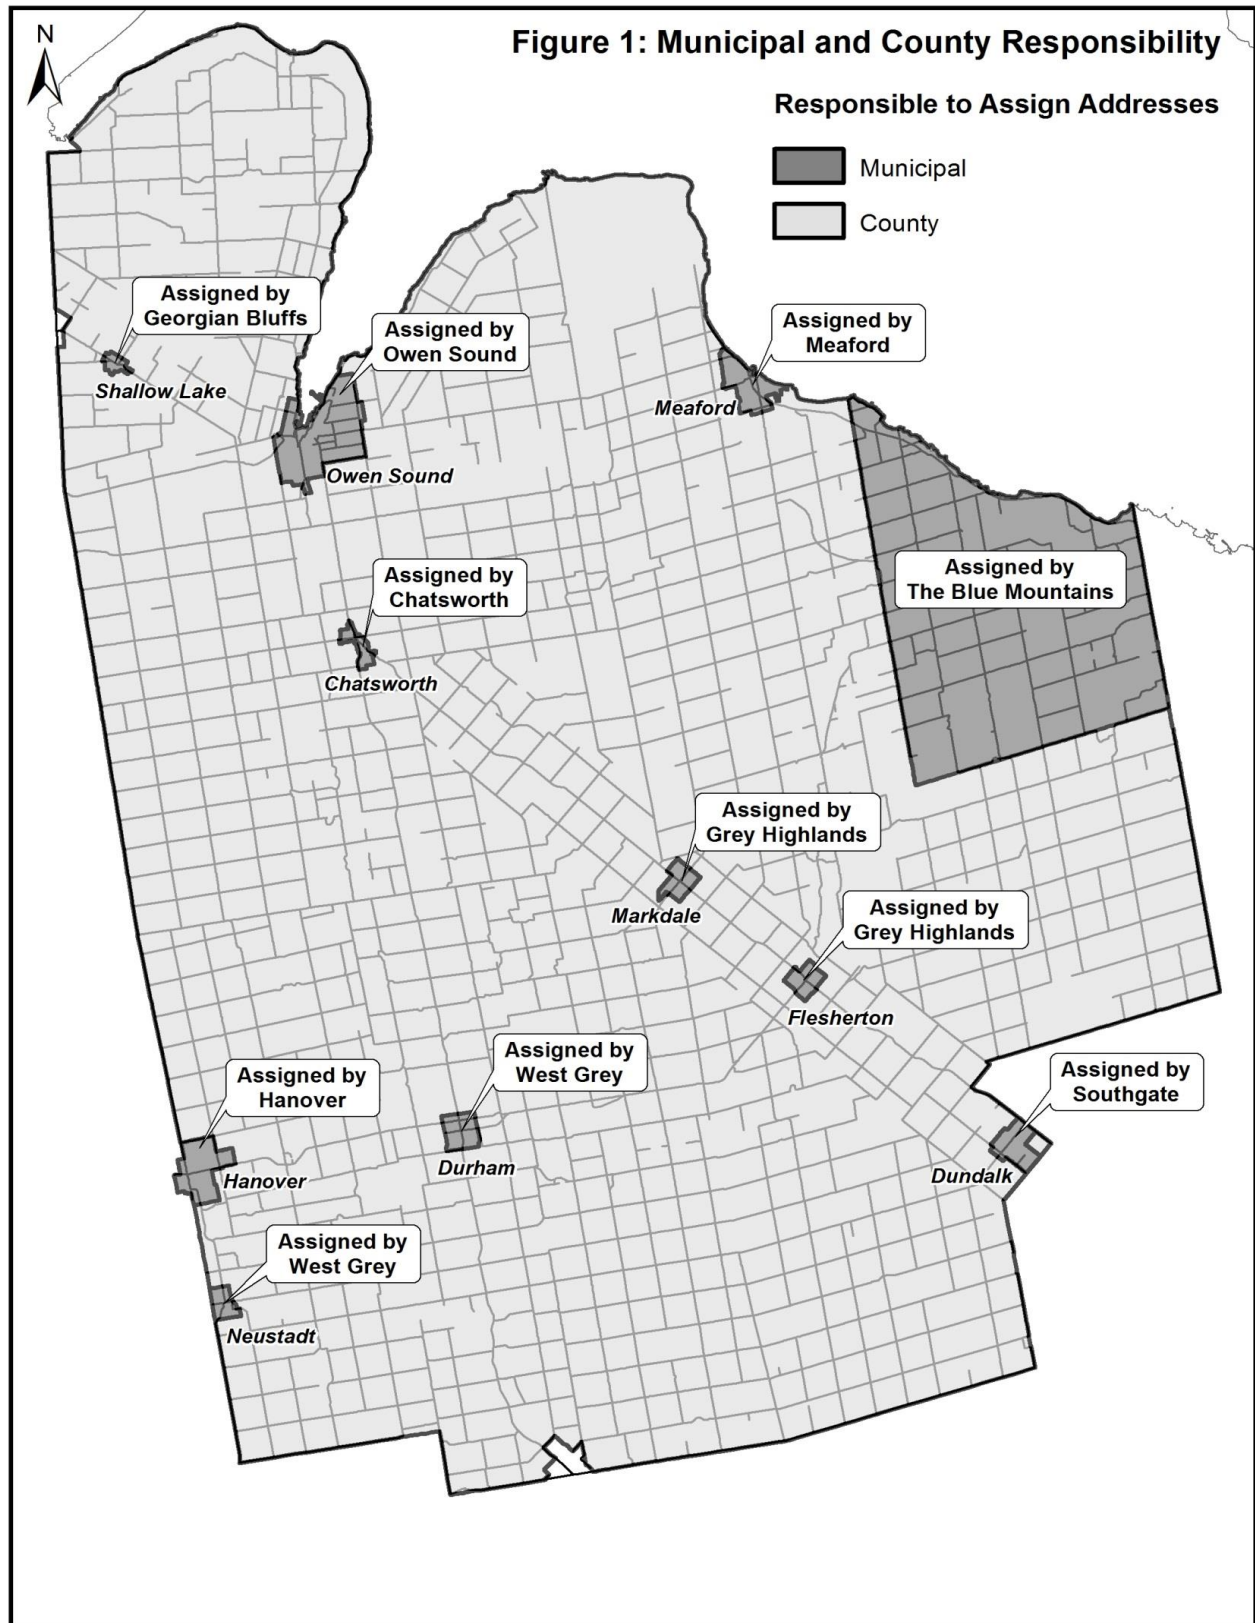 N
Figure 1: Municipal and County Responsibility
Responsible to Assign Addresses
Municipal
County
Assigned by
Georgian Bluffs
Shallow Lake
Assigned by
Owen Sound
Owen Sound
Assigned by
Meaford
Meaford
Assigned by
The Blue Mountains
Assigned by
Chatsworth
Chatsworth
Assigned by
Grey Highlands
Markdale
Assigned by
Grey Highlands
Flesherton
Assigned by
West Grey
Durham
Assigned by
Hanover
Hanover
Assigned by
Southgate
Dundalk
Assigned by
West Grey
Neustadt